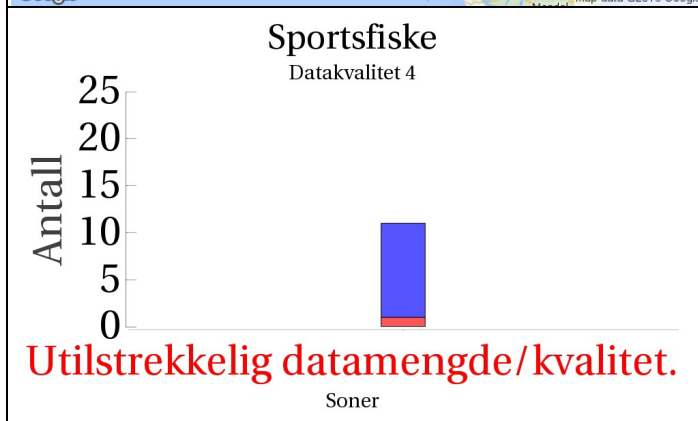 Sportsfiske
Datakvalitet 4
25
20
15
10
5
0
Antall
Utilstrekkelig datamengde/kvalitet.
Soner